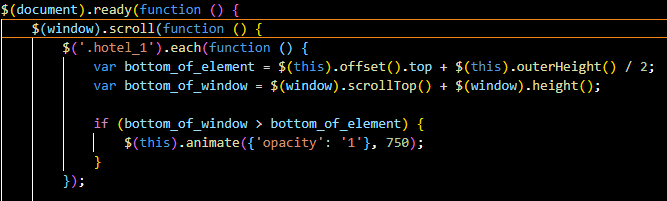 $(document).ready(function () {
$(window).scroll(function () {
$('.hotel_1').each(function () {
var bottom_of_element = $(this).offset().top + $(this).outerHeight() / 2;
var bottom_of_window = $(window).scrollTop() + $(window).height();
if (bottom_of_window > bottom_of_element) {
$(this).animate({'opacity': '1'}, 750);
}
});